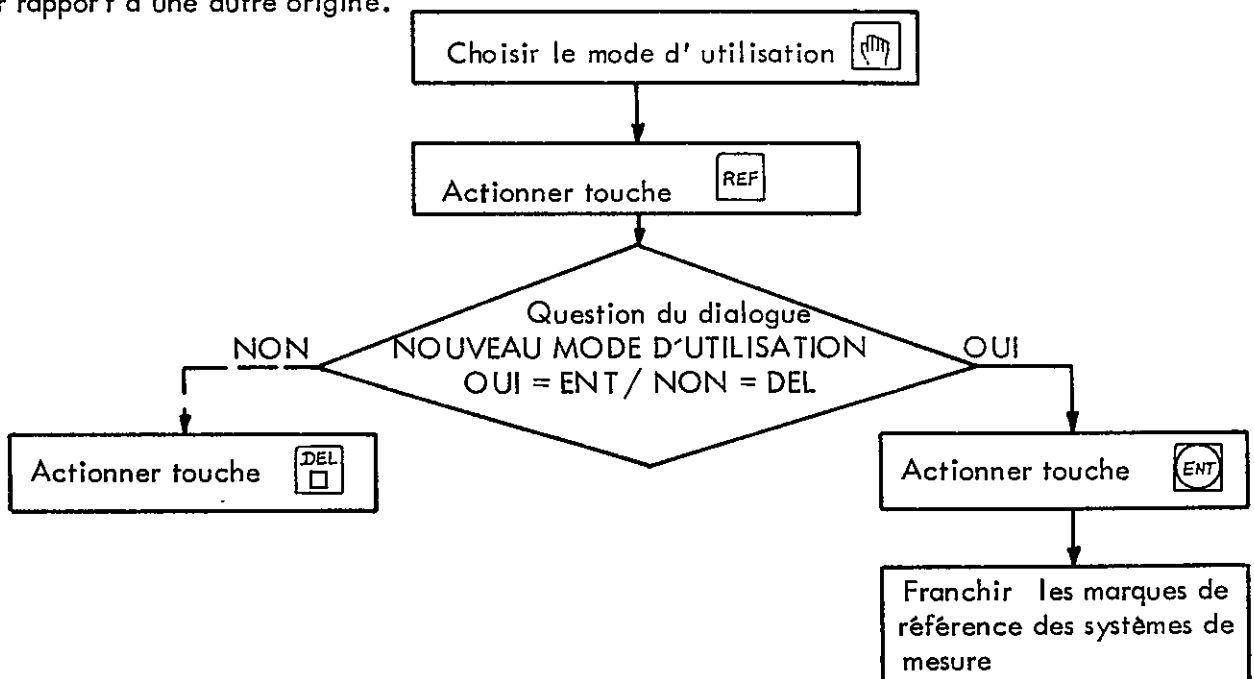 r rapport à une autre origine.
Choisir le mode d' utilisation
Actionner touche REF
Question du dialogue
NON NOUVEAU MODE D'UTILISATION OUI
OUI = ENT / NON = DEL
Actionner touche DEL
Actionner touche ENT
Franchir les marques de
référence des systèmes de
mesure